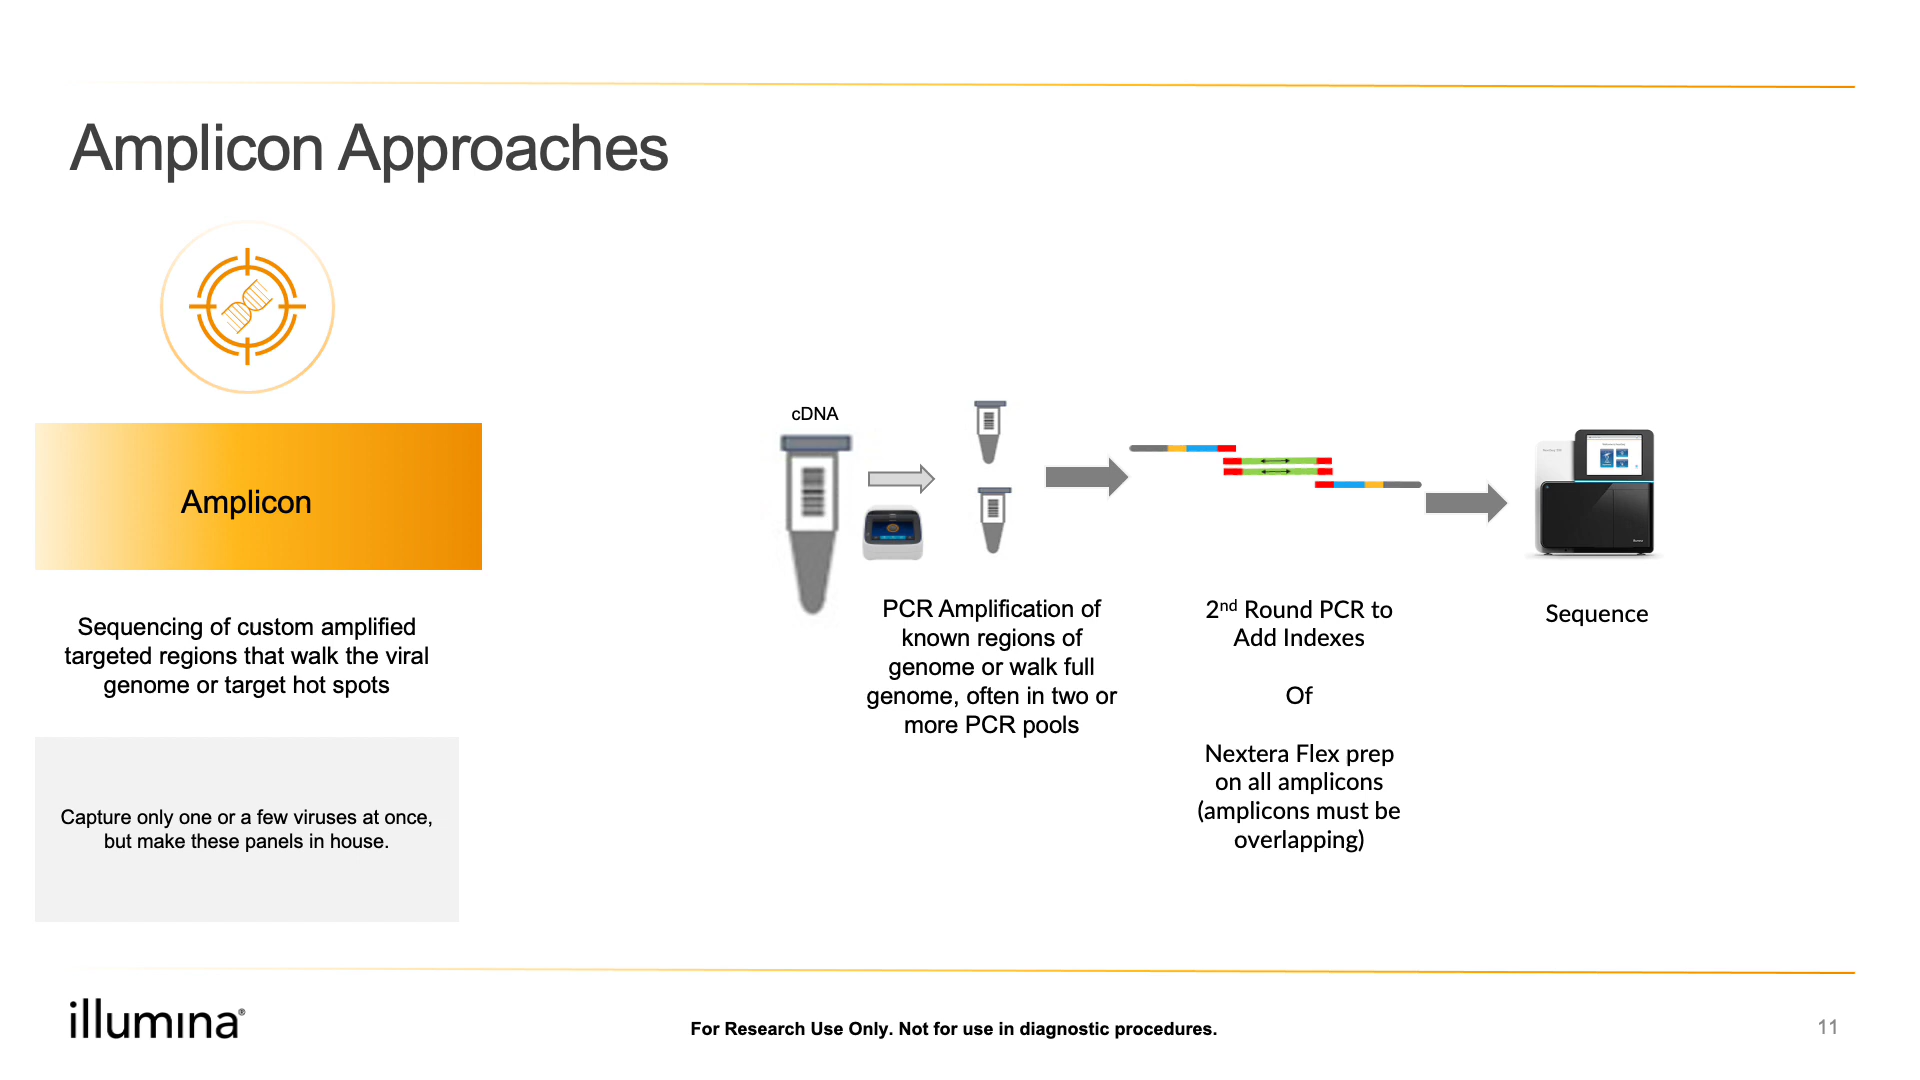 Amplicon Approaches
Amplicon
Sequencing of custom amplified
targeted regions that walk the viral
genome or target hot spots
Capture only one or a few viruses at once,
but make these panels in house.
cDNA
PCR Amplification of
known regions of
genome or walk full
genome, often in two or
more PCR pools
2nd Round PCR to
Add Indexes
Of
Nextera Flex prep
on all amplicons
(amplicons must be
overlapping)
Sequence
illumina®
For Research Use Only. Not for use in diagnostic procedures.
11